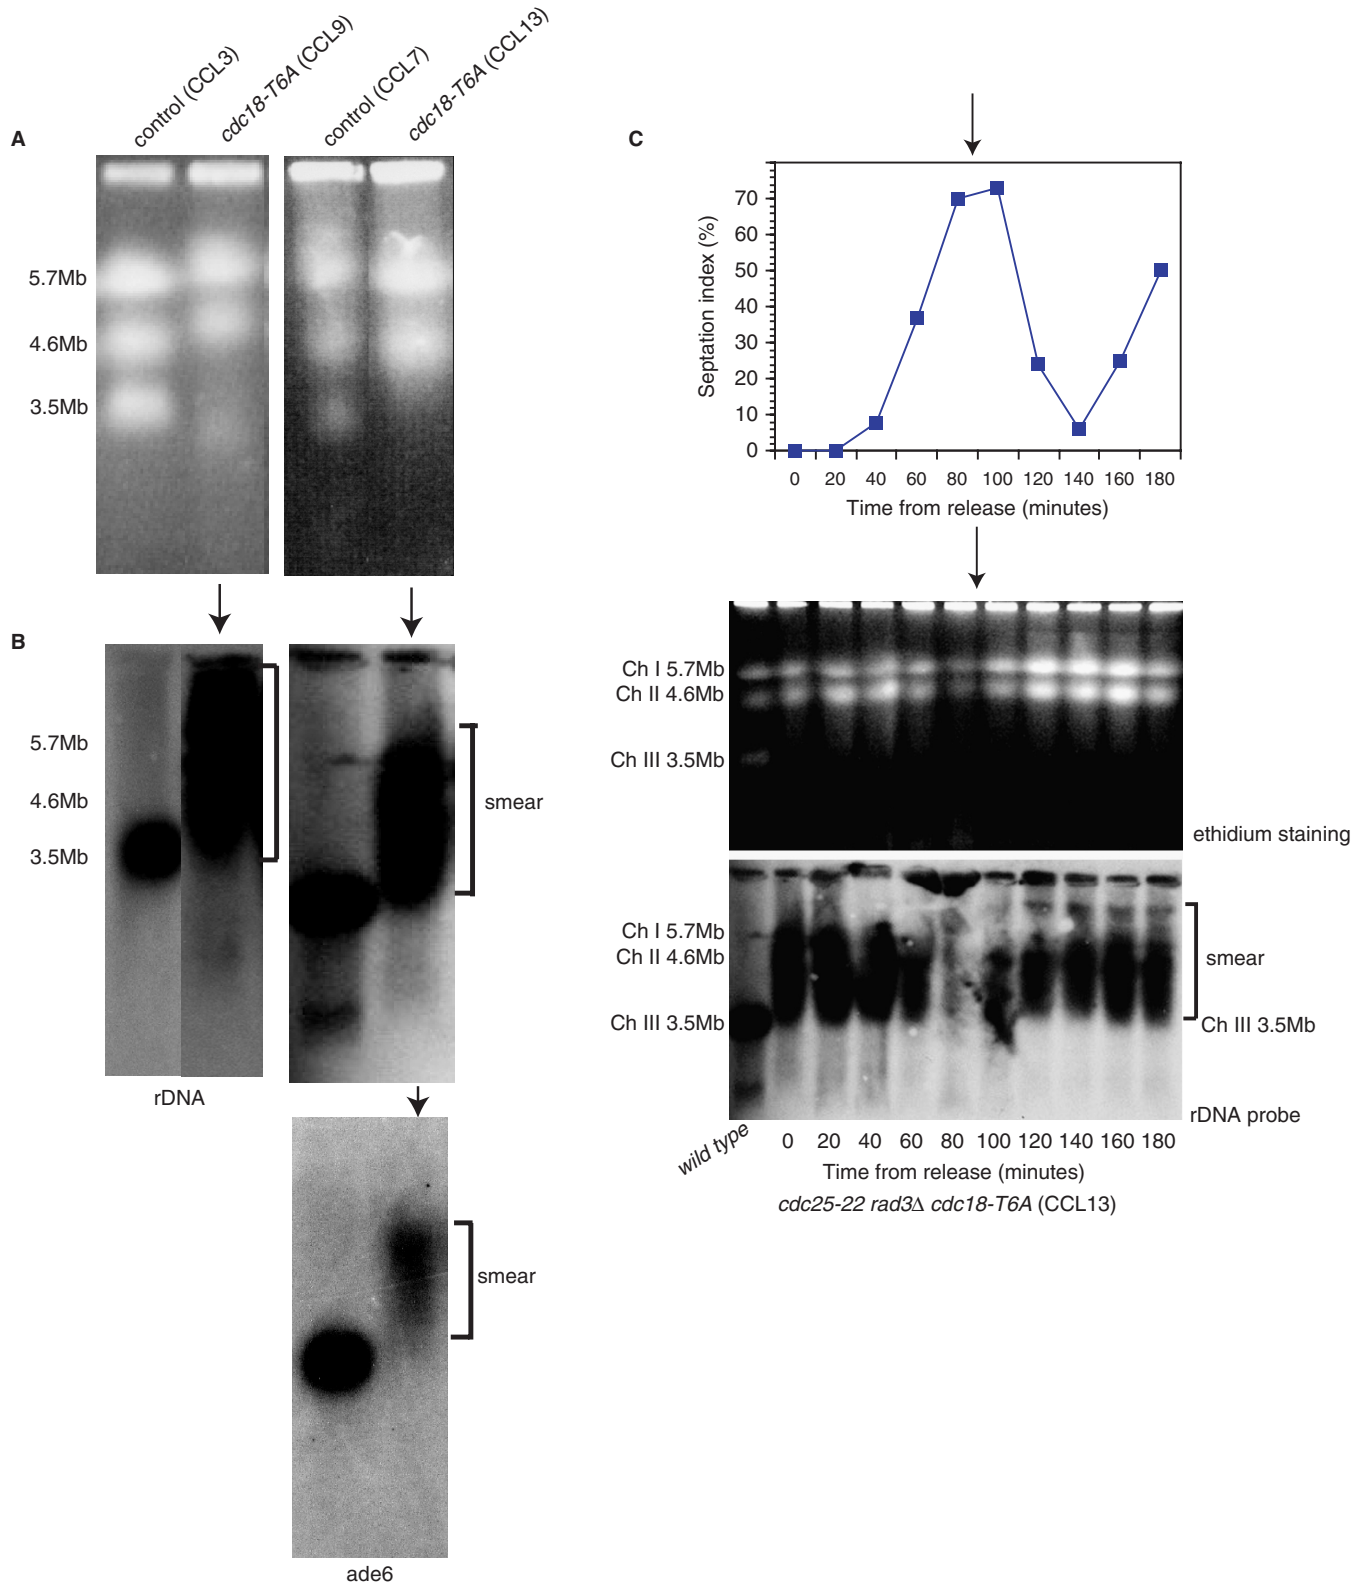 A
control (CCL3)
cdc18-T6A (CCL9)
control (CCL7)
cdc18-T6A (CCL13)
5.7Mb
4.6Mb
3.5Mb
B
5.7Mb
4.6Mb
3.5Mb
smear
rDNA
smear
ade6
C
Septation index (%)
70
60
50
40
30
20
10
0
0 20 40 60 80 100 120 140 160 180
Time from release (minutes)
Ch I 5.7Mb
Ch II 4.6Mb
Ch III 3.5Mb
ethidium staining
Ch I 5.7Mb
Ch II 4.6Mb
Ch III 3.5Mb
smear
Ch III 3.5Mb
rDNA probe
wild type 0 20 40 60 80 100 120 140 160 180
Time from release (minutes)
cdc25-22 rad3Δ cdc18-T6A (CCL13)